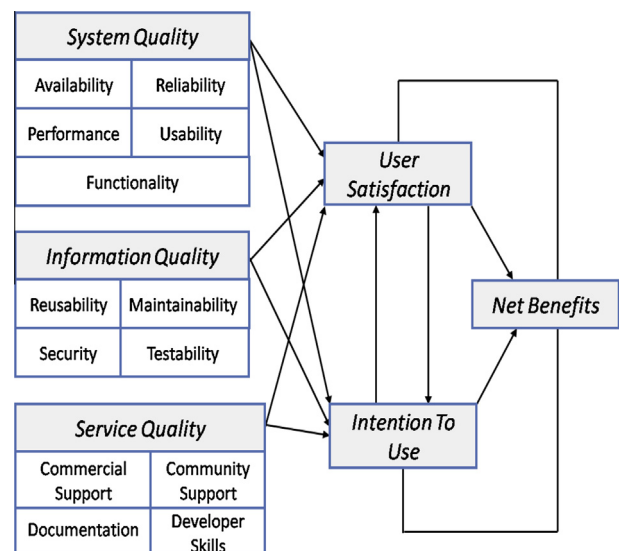 System Quality
Availability
Reliability
Performance
Usability
Functionality
Information Quality
Reusability
Maintainability
Security
Testability
Service Quality
Commercial
Support
Community
Support
Documentation
Developer
Skills
User
Satisfaction
Intention To
Use
Net Benefits